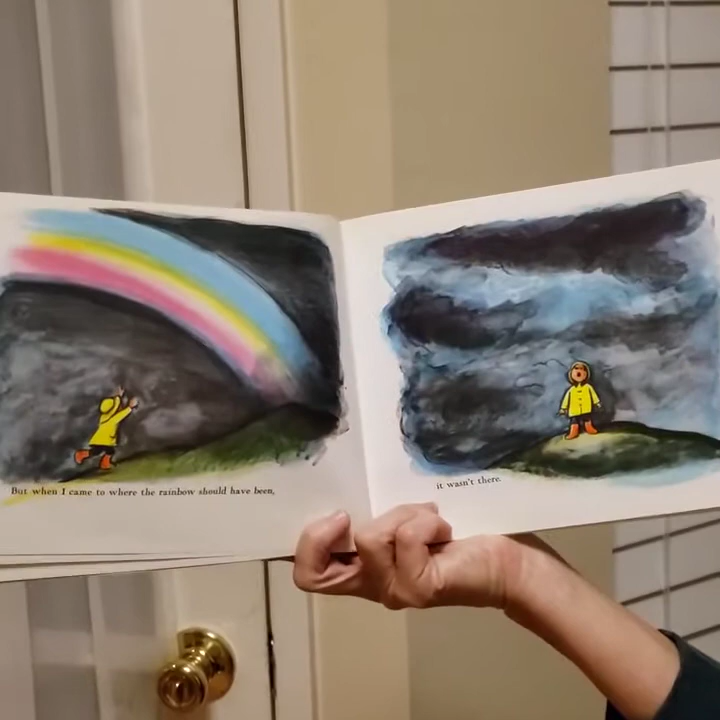 But when I came to where the rainbow should have been,
it wasn't there.